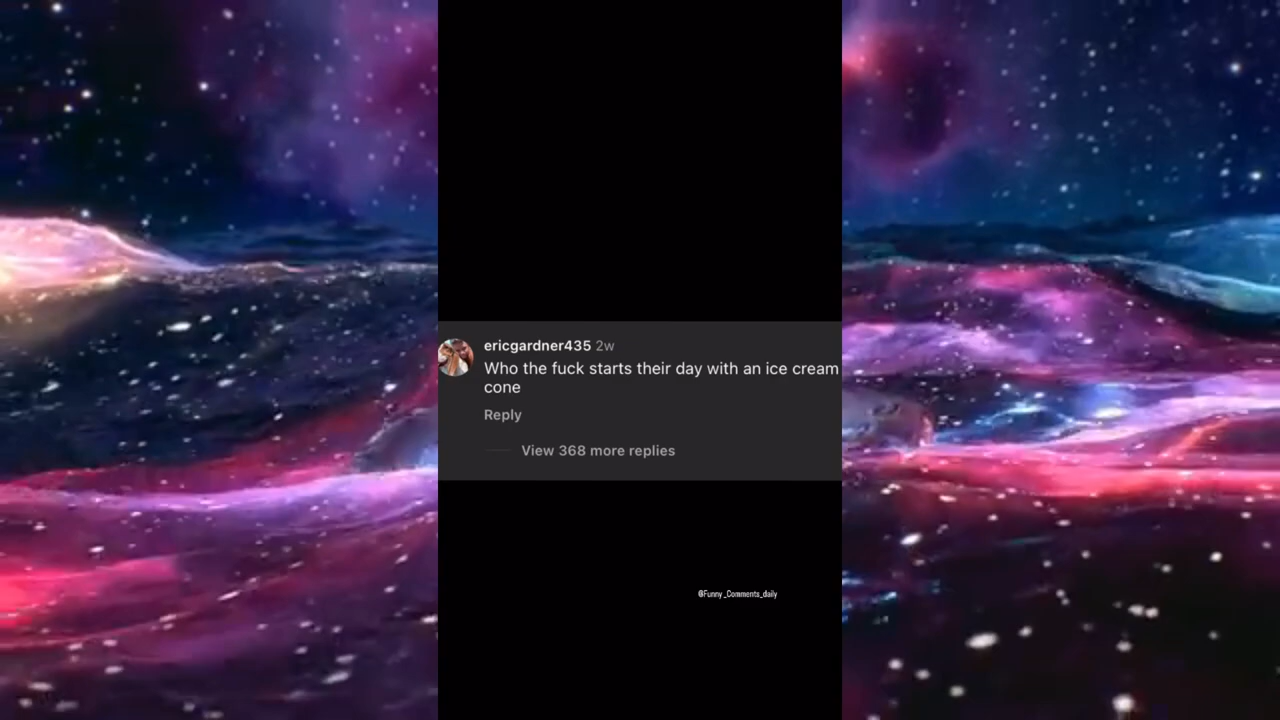 ericgardner435 2w
Who the fuck starts their day with an ice cream
cone
Reply
View 368 more replies
@Funny_Comments_daily